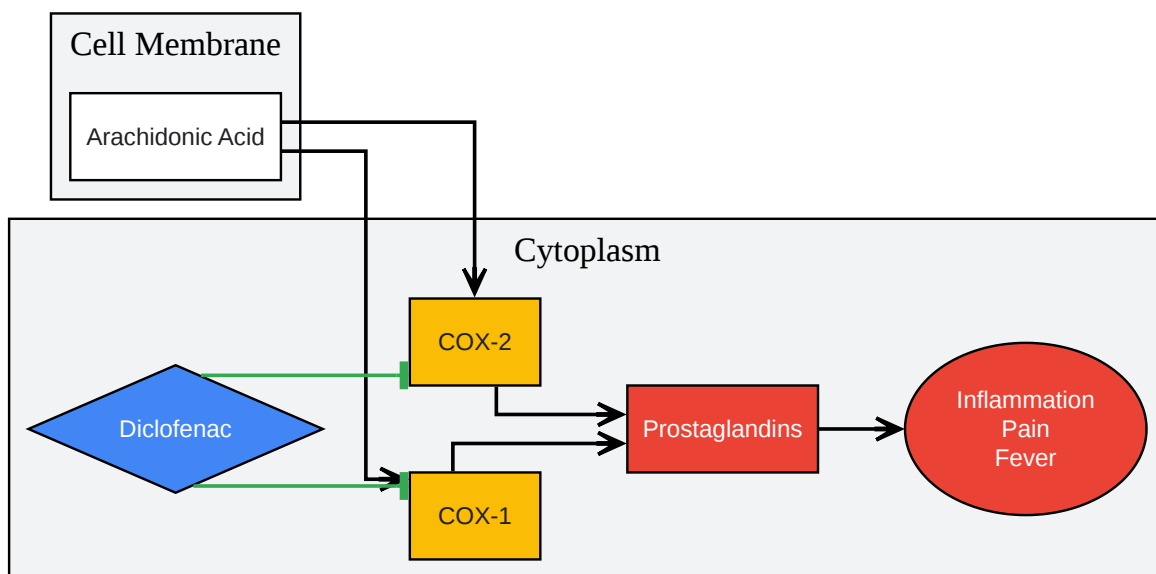 Cell Membrane
Arachidonic Acid
Cytoplasm
COX-2
Diclofenac
Prostaglandins
Inflammation
Pain
Fever
COX-1